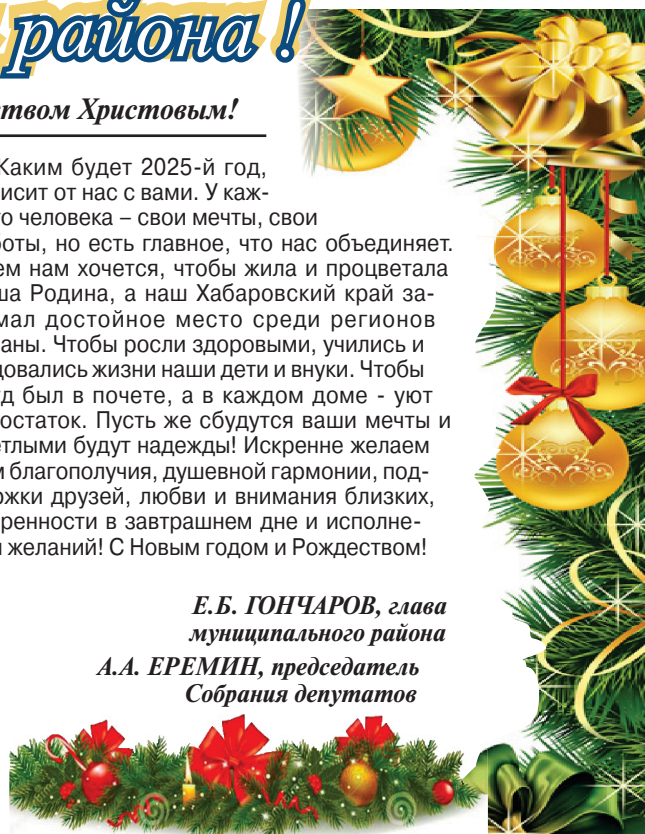 района !
твом Христовым!
Каким будет 2025-й год,
исит от нас с вами. У каж-
о человека – свои мечты, свои
оты, но есть главное, что нас объединяет.
ем нам хочется, чтобы жила и процветала
ша Родина, а наш Хабаровский край за-
мал достойное место среди регионов
аны. Чтобы росли здоровыми, учились и
довались жизни наши дети и внуки. Чтобы
д был в почете, а в каждом доме - уют
остаток. Пусть же сбудутся ваши мечты и
етлыми будут надежды! Искренне желаем
м благополучия, душевной гармонии, под-
ржки друзей, любви и внимания близких,
ренности в завтрашнем дне и исполне-
и желаний! С Новым годом и Рождеством!
Е.Б. ГОНЧАРОВ, глава
муниципального района
А.А. ЕРЕМИН, председатель
Собрания депутатов